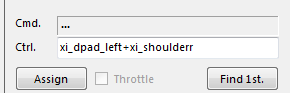 Cmd. ...
Ctrl. xi_dpad_left+xi_shoulderr
Assign Throttle Find 1st.